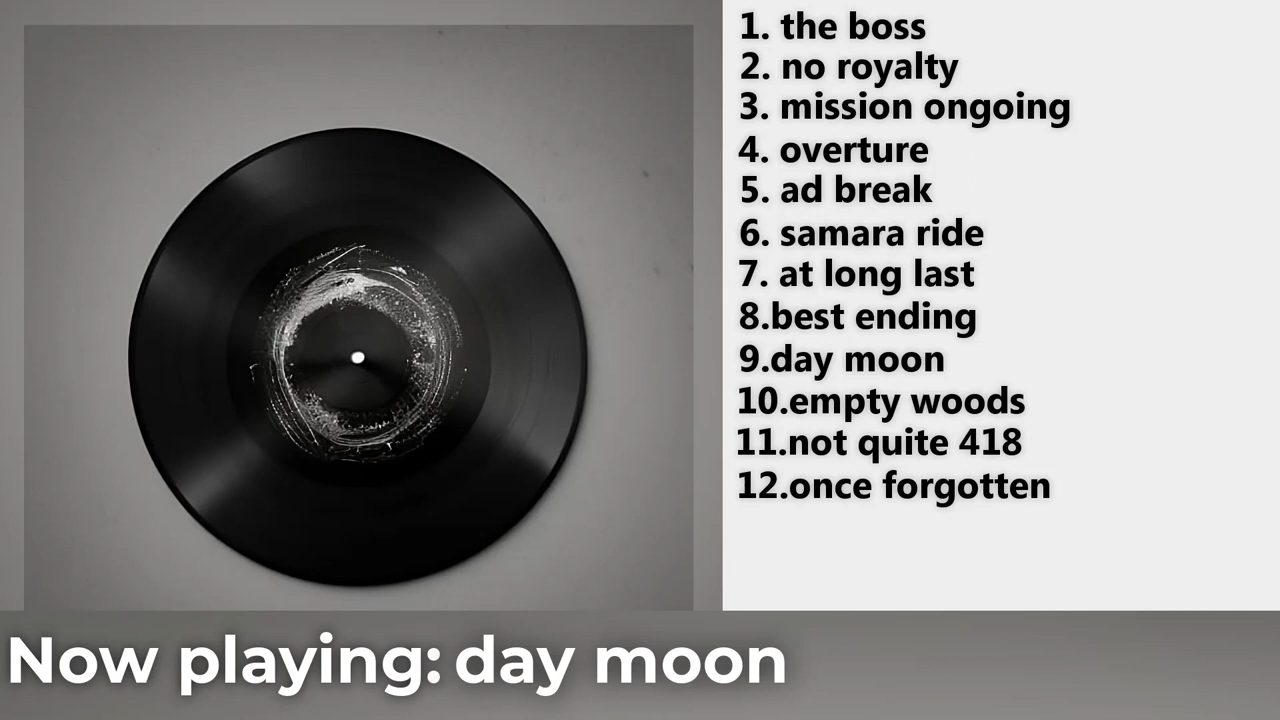 1. the boss
2. no royalty
3. mission ongoing
4. overture
5. ad break
6. samara ride
7. at long last
8.best ending
9.day moon
10.empty woods
11.not quite 418
12.once forgotten
Now playing: day moon